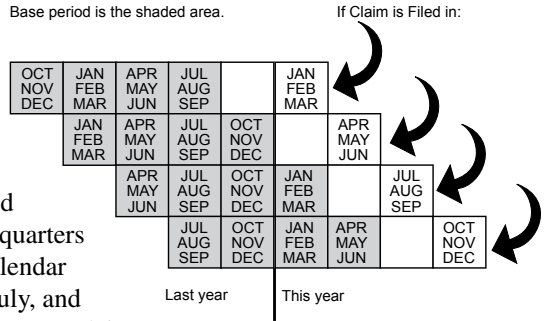 Base period is the shaded area. If Claim is Filed in:
OCT JAN APR JUL JAN
NOV FEB MAY AUG FEB
DEC MAR JUN SEP MAR
JAN APR JUL OCT APR
FEB MAY AUG NOV MAY
MAR JUN SEP DEC JUN
APR JUL OCT JAN JUL
MAY AUG NOV FEB AUG
JUN SEP DEC MAR SEP
JUL OCT JAN APR OCT
AUG NOV FEB MAY NOV
SEP DEC MAR JUN DEC
quarters
lendar
Last year This year